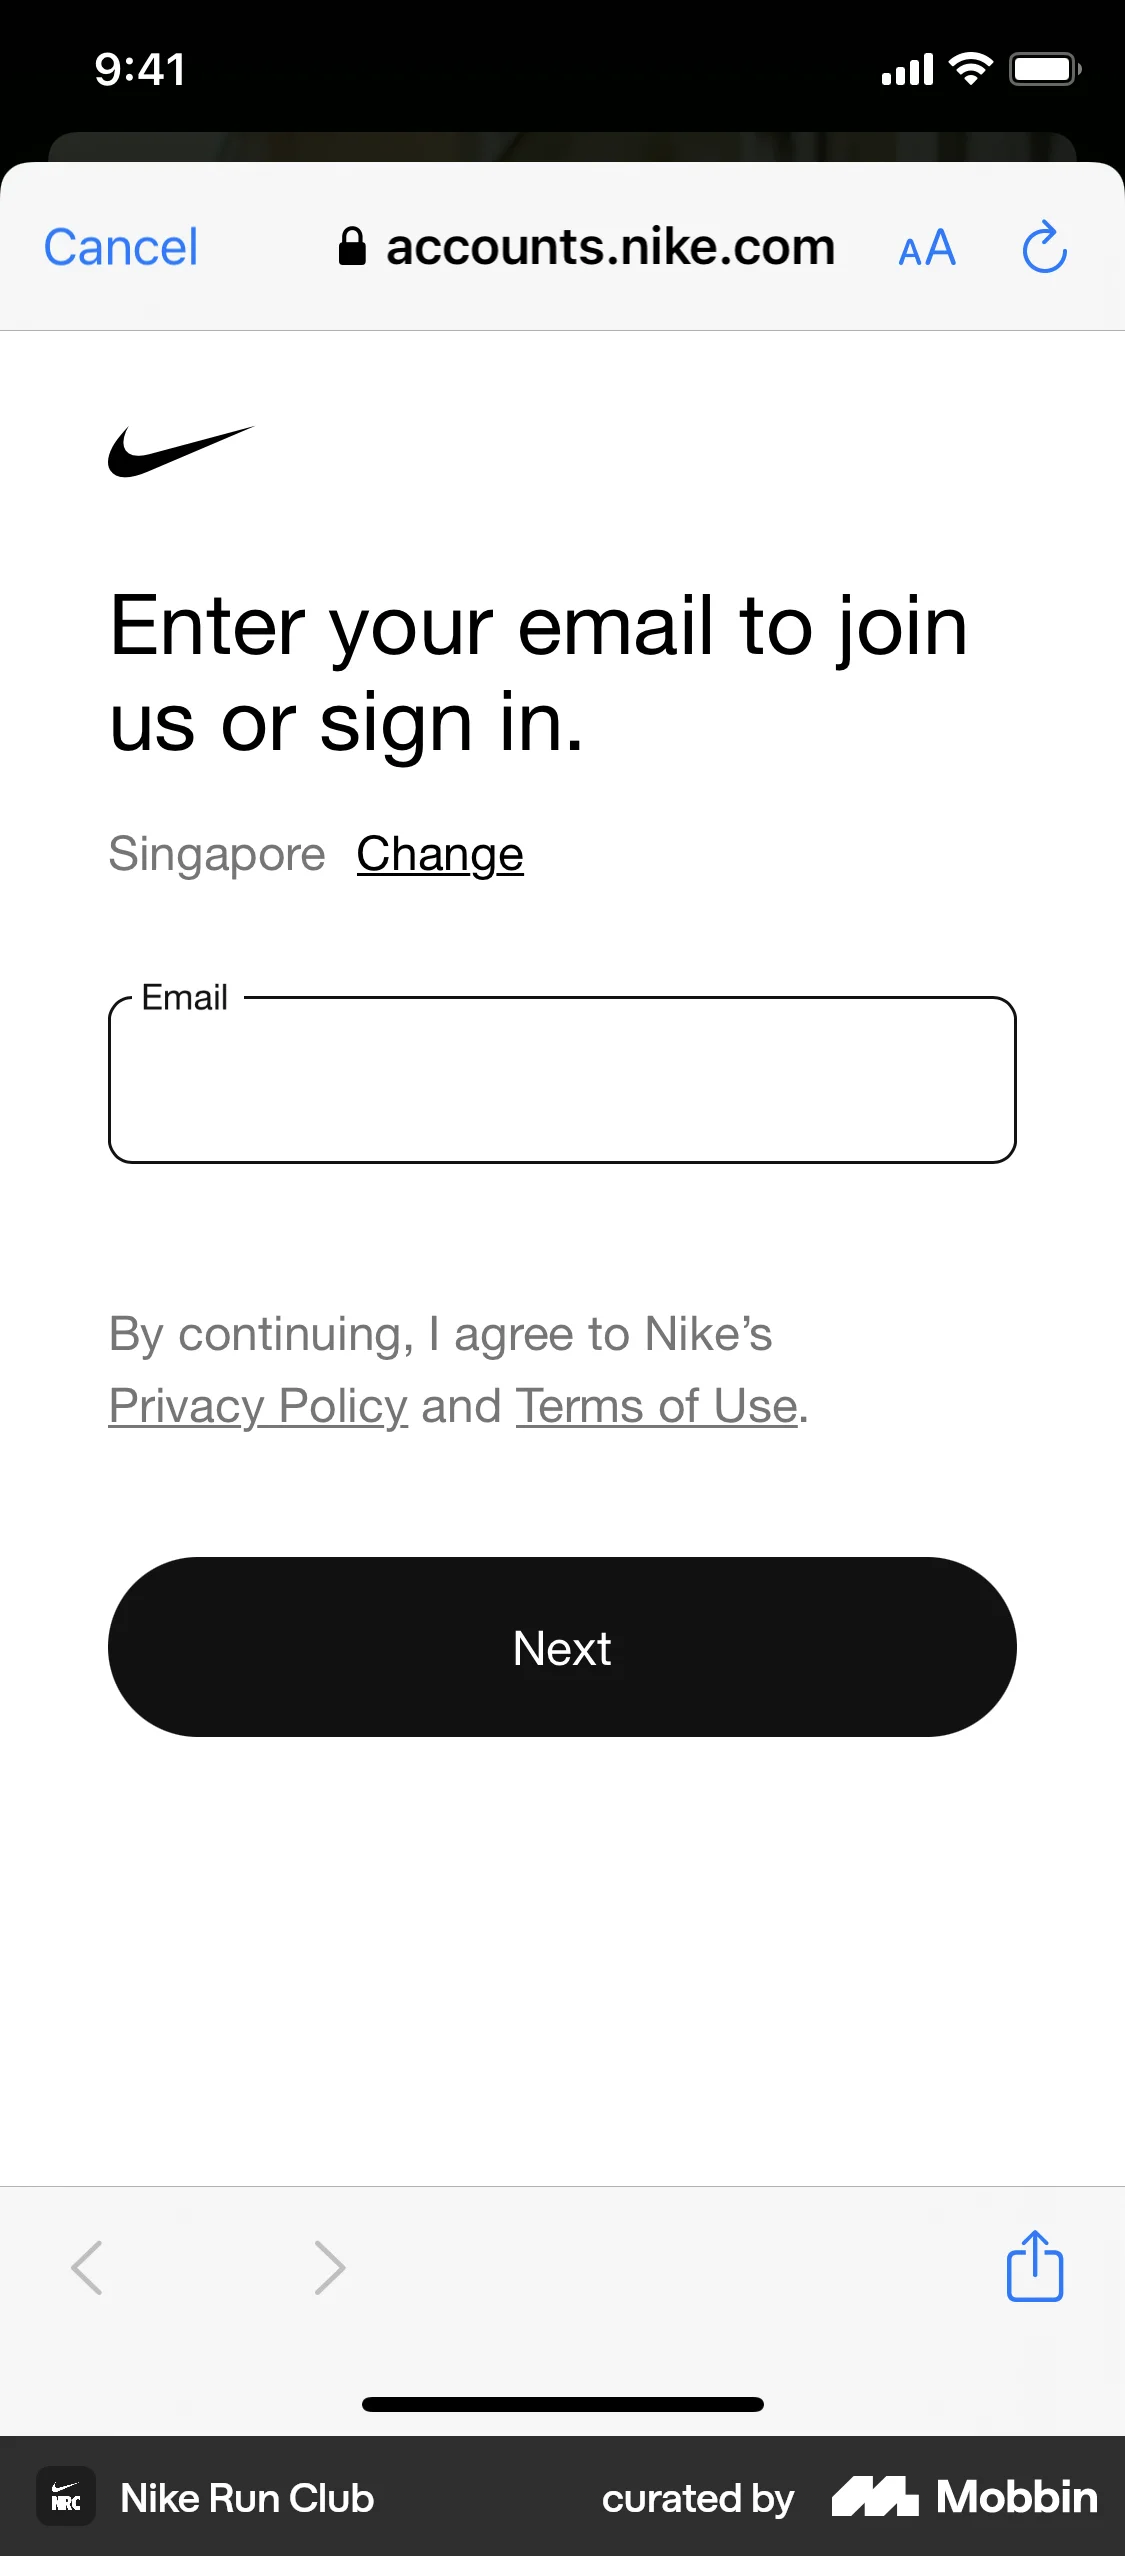 9:41
Cancel
accounts.nike.com
AA
Enter your email to join
us or sign in.
Singapore Change
Email
By continuing, I agree to Nike’s
Privacy Policy and Terms of Use.
Next
NRC
Nike Run Club
curated by Mobbin